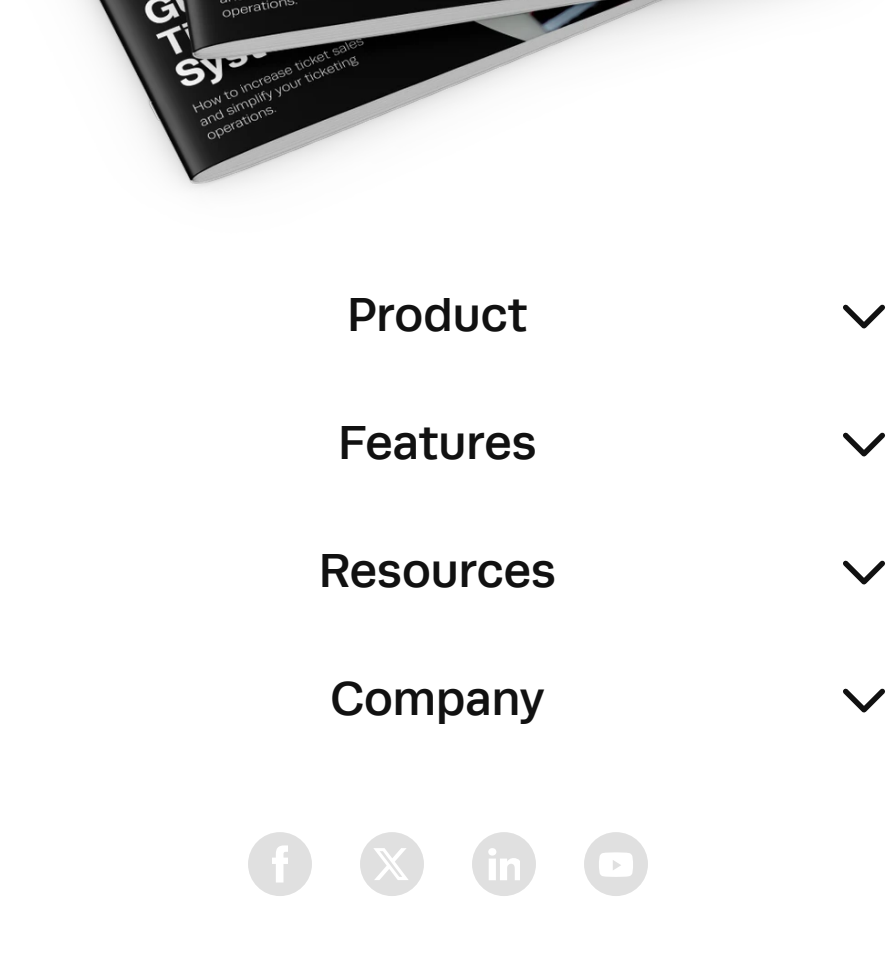 operations.
How to increase ticket sales
and simplify your ticketing
operations.
Product
Features
Resources
Company